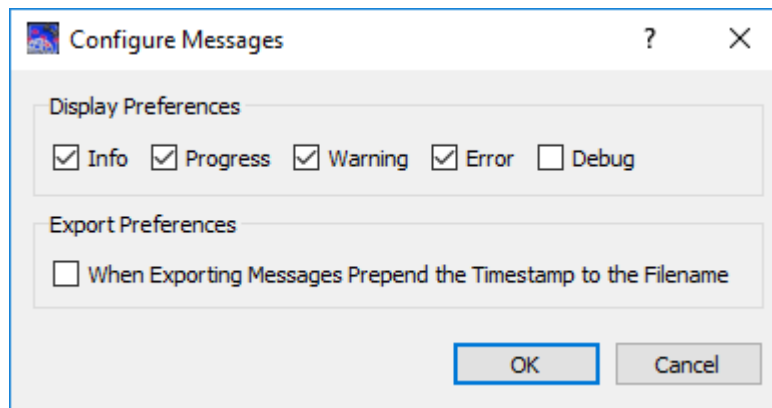 Configure Messages ?
Display Preferences
Info Progress Warning Error Debug
Export Preferences
When Exporting Messages Prepend the Timestamp to the Filename
OK Cancel